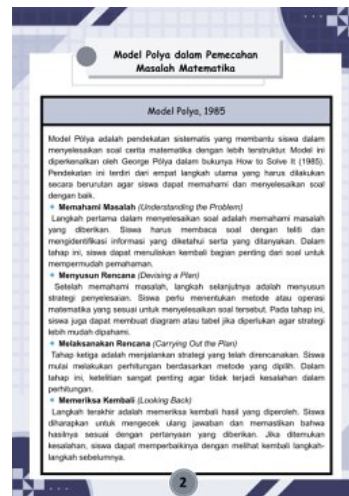 Model Polya dalam Pemecahan
Masalah Matematika
Model Polya, 1985
Model Pólya adalah pendekatan sistematis yang membantu siswa dalam
menyelesaikan soal cerita matematika dengan lebih terstruktur. Model ini
diperkenalkan oleh George Pólya dalam bukunya How to Solve It (1985).
Pendekatan ini terdiri dari empat langkah utama yang harus dilakukan
secara berurutan agar siswa dapat memahami dan menyelesaikan soal
dengan baik.
Memahami Masalah (Understanding the Problem)
Langkah pertama dalam menyelesaikan soal adalah memahami masalah
yang diberikan. Siswa harus membaca soal dengan teliti dan
mengidentifikasi informasi yang diketahui serta yang ditanyakan. Dalam
tahap ini, siswa dapat menuliskan kembali bagian penting dari soal untuk
mempermudah pemahaman.
Menyusun Rencana (Devising a Plan)
Setelah memahami masalah, langkah selanjutnya adalah menyusun
strategi penyelesaian. Siswa perlu menentukan metode atau operasi
matematika yang sesuai untuk menyelesaikan soal tersebut. Pada tahap ini,
siswa juga dapat membuat diagram atau tabel jika diperlukan agar strategi
lebih mudah dipahami.
Melaksanakan Rencana (Carrying Out the Plan)
Tahap ketiga adalah menjalankan strategi yang telah direncanakan. Siswa
mulai melakukan perhitungan berdasarkan metode yang dipilih. Dalam
tahap ini, ketelitian sangat penting agar tidak terjadi kesalahan dalam
perhitungan.
Memeriksa Kembali (Looking Back)
Langkah terakhir adalah memeriksa kembali hasil yang diperoleh. Siswa
diharapkan untuk mengecek ulang jawaban dan memastikan bahwa
hasilnya sesuai dengan pertanyaan yang diberikan. Jika ditemukan
kesalahan, siswa dapat memperbaikinya dengan melihat kembali langkah-
langkah sebelumnya.
2